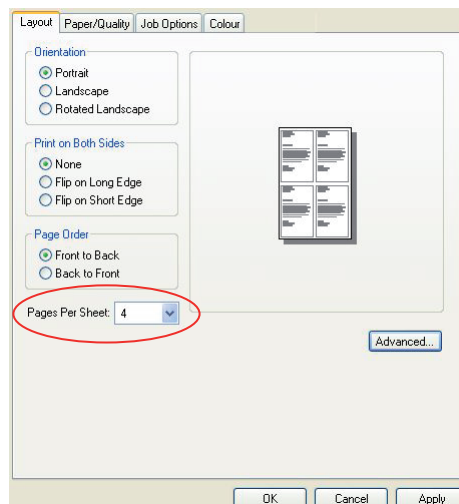 Layout Paper/Quality Job Options Colour
Orientation
Portrait
Landscape
Rotated Landscape
Print on Both Sides
None
Flip on Long Edge
Flip on Short Edge
Page Order
Front to Back
Back to Front
Pages Per Sheet: 4
Advanced...
OK Cancel Apply